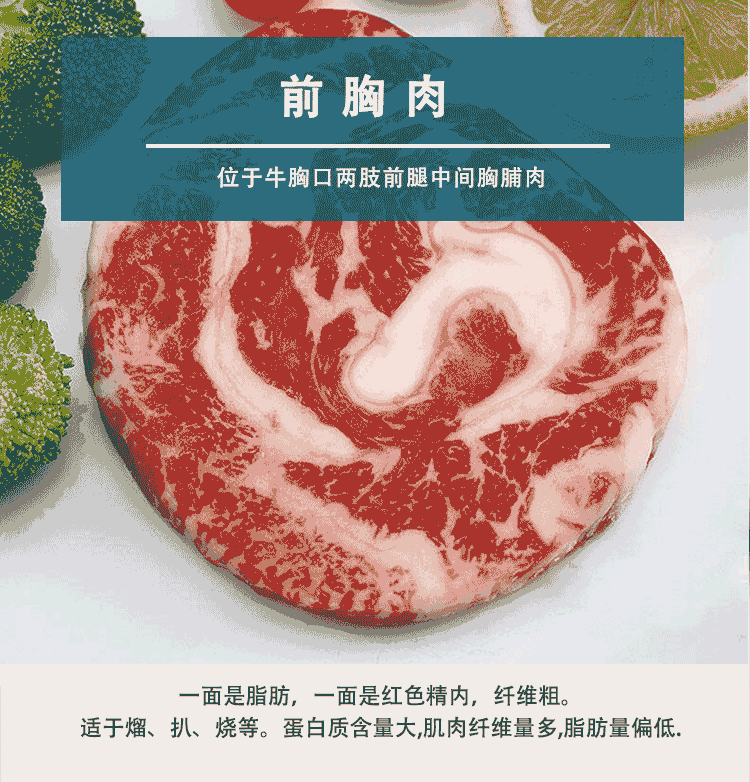 前胸肉
位于牛胸口两肢前腿中间胸脯肉
一面是脂肪，一面是红色精内，纤维粗。
适于熘、扒、烧等。蛋白质含量大,肌肉纤维量多,脂肪量偏低.